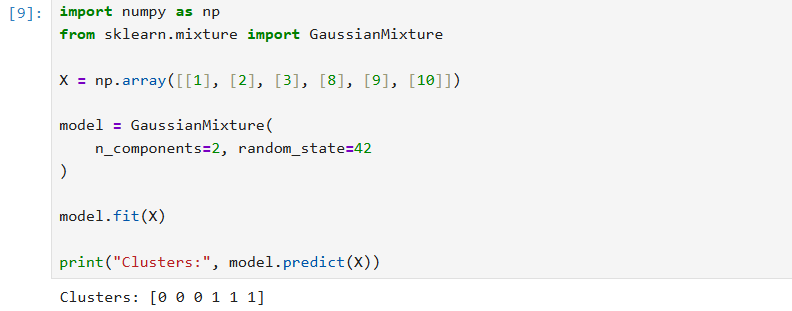 [9]: import numpy as np
from sklearn.mixture import GaussianMixture
X = np.array([[1], [2], [3], [8], [9], [10]])
model = GaussianMixture(
    n_components=2, random_state=42
)
model.fit(X)
print("Clusters:", model.predict(X))
Clusters: [0 0 0 1 1 1]